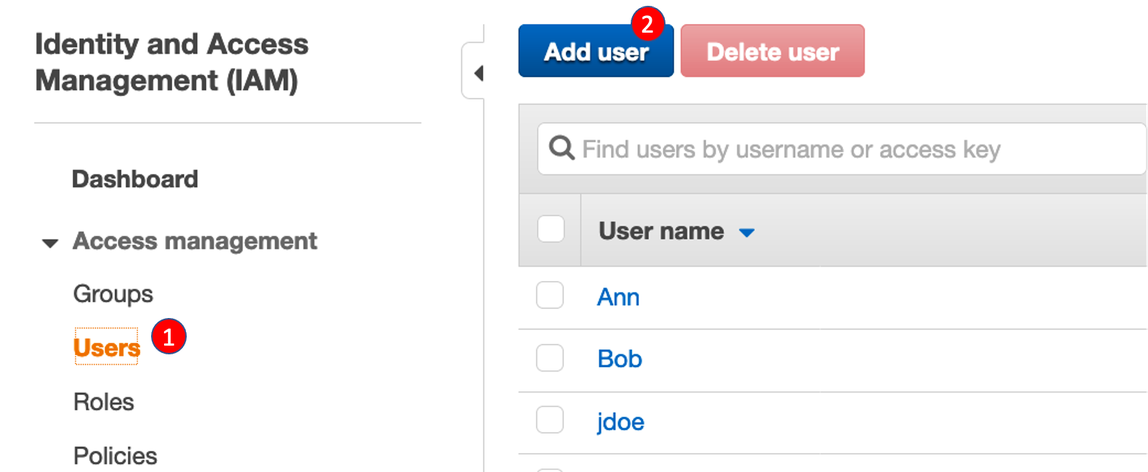 Identity and Access
Management (IAM)
Dashboard
Access management
Groups
Users 1
Roles
Policies
Add user 2
Delete user
Find users by username or access key
User name
Ann
Bob
jdoe